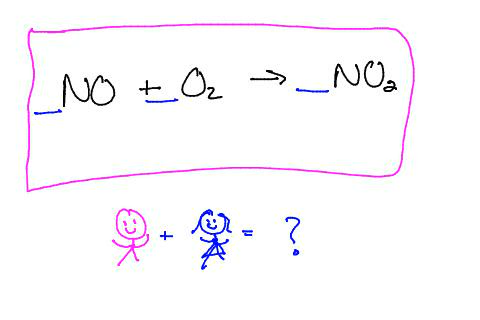 _NO + _O₂ → _NO₂
+ = ?